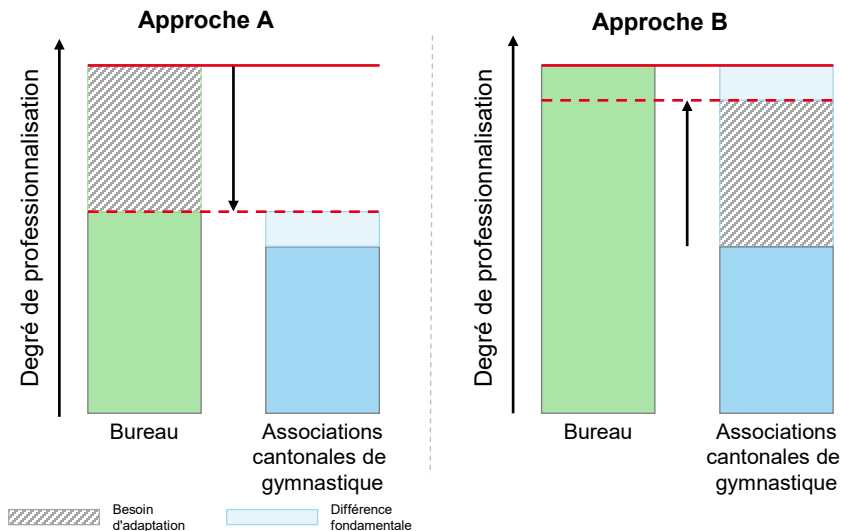 Approche A
Degré de professionnalisation
Bureau
Associations
cantonales de
gymnastique
Approche B
Degré de professionnalisation
Bureau
Associations
cantonales de
gymnastique
Besoin
d'adaptation
Différence
fondamentale